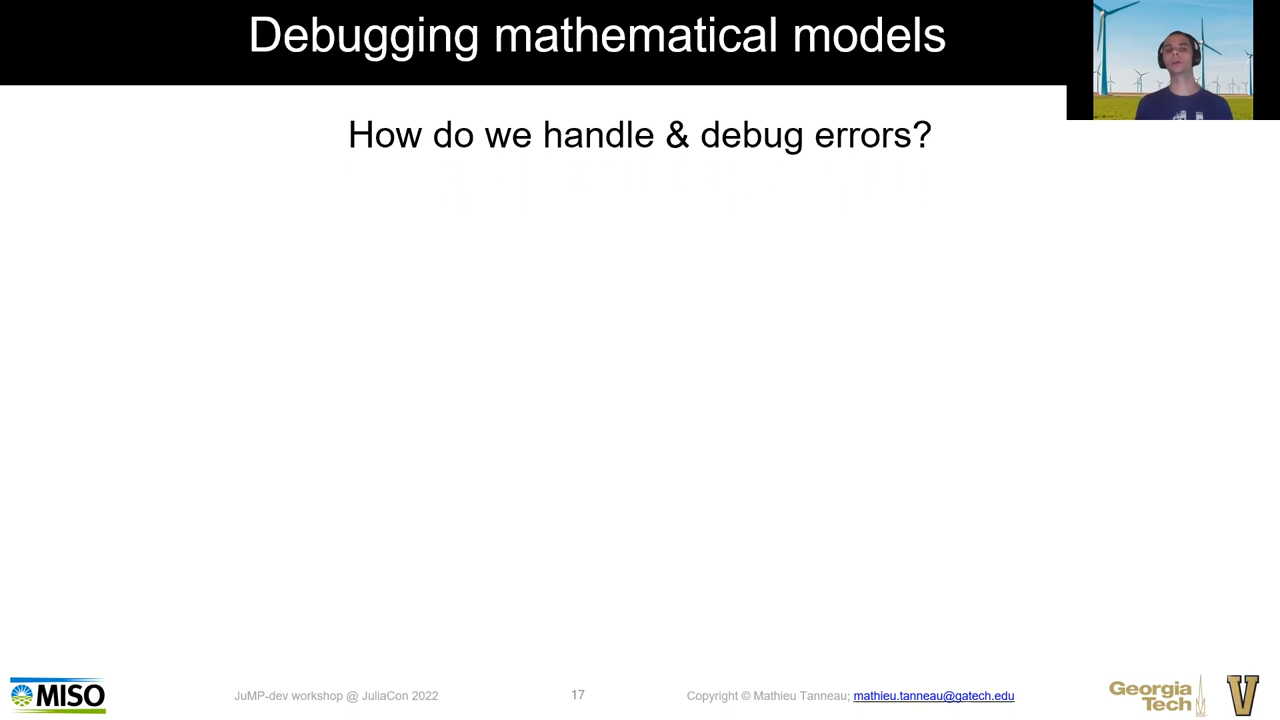 Debugging mathematical models
How do we handle & debug errors?
MISO
JuMP-dev workshop @ JuliaCon 2022
17
Copyright © Mathieu Tanneau; mathieu.tanneau@gatech.edu
Georgia
Tech
V